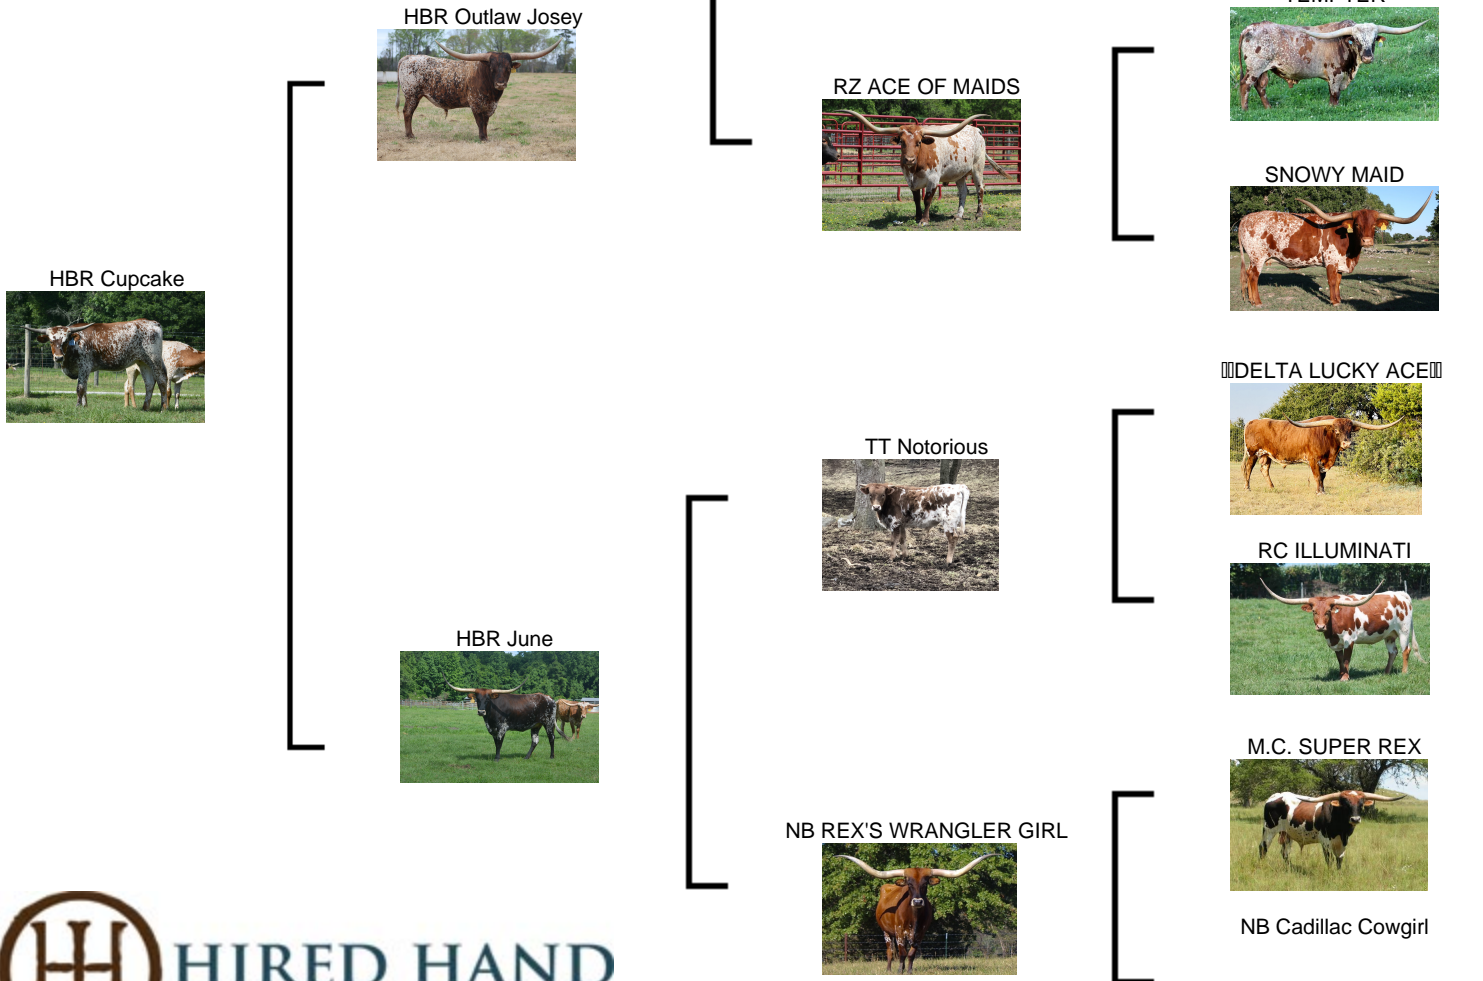 HBR Outlaw Josey
RZ ACE OF MAIDS
SNOWY MAID
HBR Cupcake
DELTA LUCKY ACE
TT Notorious
RC ILLUMINATI
HBR June
M.C. SUPER REX
NB REX'S WRANGLER GIRL
NB Cadillac Cowgirl
HIRED HAND